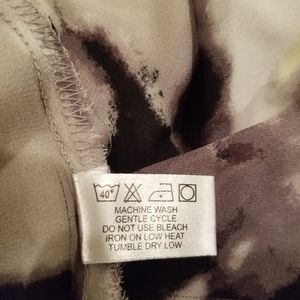 40°
MACHINE WASH
GENTLE CYCLE
DO NOT USE BLEACH
IRON ON LOW HEAT
TUMBLE DRY LOW